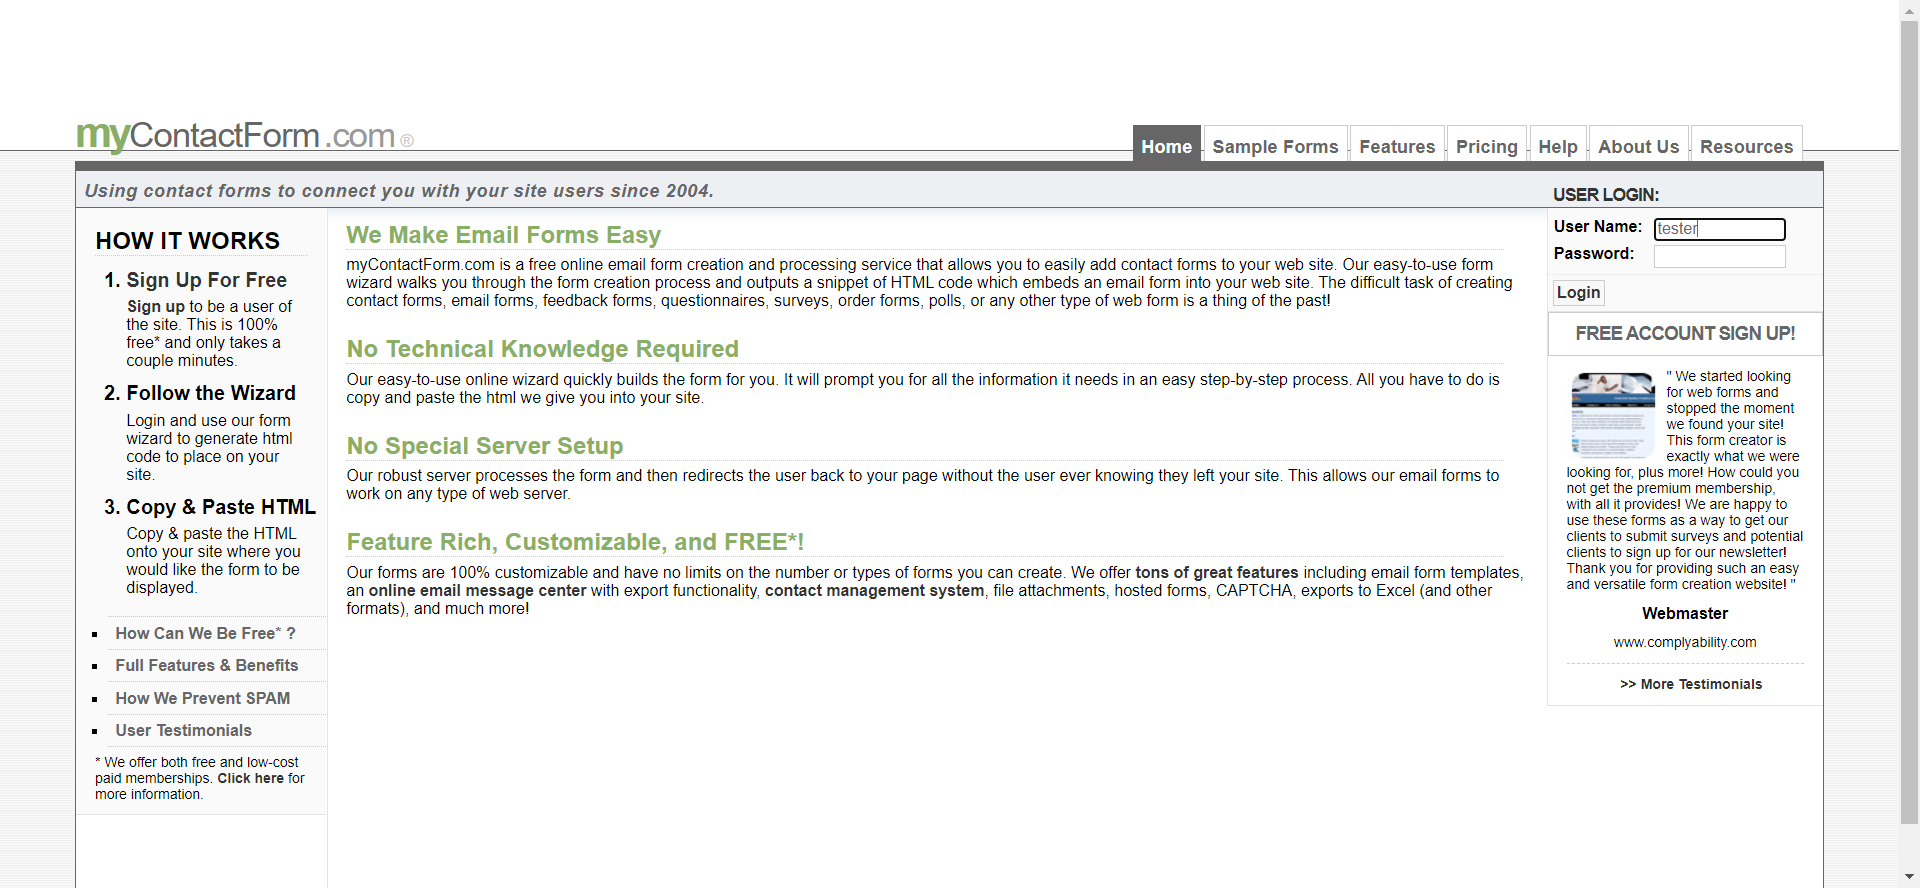 myContactForm.com ®
Home
Sample Forms
Features
Pricing
Help
About Us
Resources
Using contact forms to connect you with your site users since 2004.
USER LOGIN:
User Name: tester
Password:
Login
FREE ACCOUNT SIGN UP!
HOW IT WORKS
1. Sign Up For Free
Sign up to be a user of
the site. This is 100%
free* and only takes a
couple minutes.
2. Follow the Wizard
Login and use our form
wizard to generate html
code to place on your
site.
3. Copy & Paste HTML
Copy & paste the HTML
onto your site where you
would like the form to be
displayed.
How Can We Be Free* ?
Full Features & Benefits
How We Prevent SPAM
User Testimonials
* We offer both free and low-cost
paid memberships. Click here for
more information.
We Make Email Forms Easy
myContactForm.com is a free online email form creation and processing service that allows you to easily add contact forms to your web site. Our easy-to-use form
wizard walks you through the form creation process and outputs a snippet of HTML code which embeds an email form into your web site. The difficult task of creating
contact forms, email forms, feedback forms, questionnaires, surveys, order forms, polls, or any other type of web form is a thing of the past!
No Technical Knowledge Required
Our easy-to-use online wizard quickly builds the form for you. It will prompt you for all the information it needs in an easy step-by-step process. All you have to do is
copy and paste the html we give you into your site.
No Special Server Setup
Our robust server processes the form and then redirects the user back to your page without the user ever knowing they left your site. This allows our email forms to
work on any type of web server.
Feature Rich, Customizable, and FREE*!
Our forms are 100% customizable and have no limits on the number or types of forms you can create. We offer tons of great features including email form templates,
an online email message center with export functionality, contact management system, file attachments, hosted forms, CAPTCHA, exports to Excel (and other
formats), and much more!
" We started looking
for web forms and
stopped the moment
we found your site!
This form creator is
exactly what we were
looking for, plus more! How could you
not get the premium membership,
with all it provides! We are happy to
use these forms as a way to get our
clients to submit surveys and potential
clients to sign up for our newsletter!
Thank you for providing such an easy
and versatile form creation website! "
Webmaster
www.complyability.com
>> More Testimonials